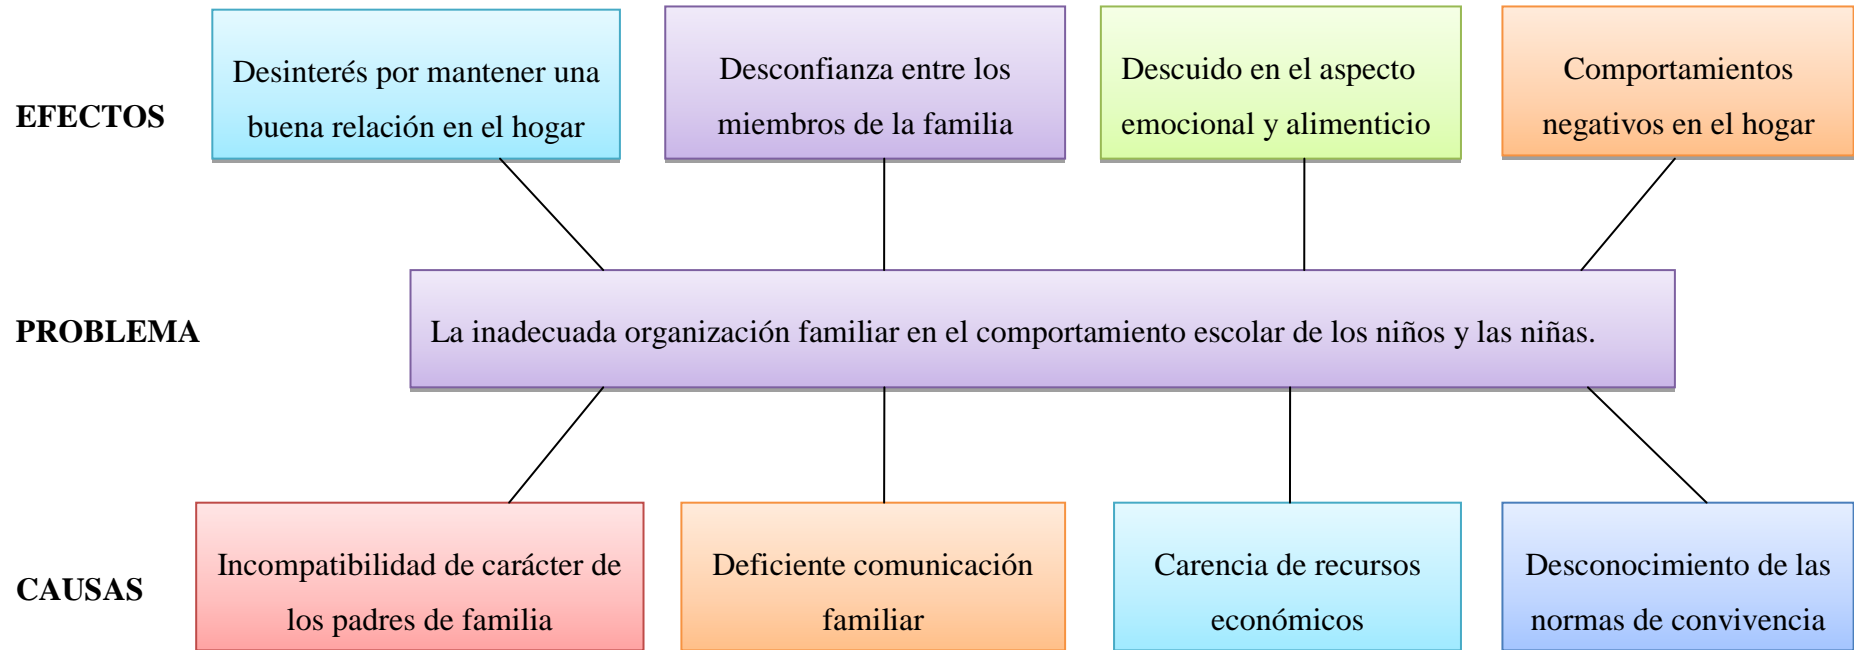 EFECTOS
Desinterés por mantener una
buena relación en el hogar
Desconfianza entre los
miembros de la familia
Descuido en el aspecto
emocional y alimenticio
Comportamientos
negativos en el hogar
PROBLEMA
La inadecuada organización familiar en el comportamiento escolar de los niños y las niñas.
CAUSAS
Incompatibilidad de carácter de
los padres de familia
Deficiente comunicación
familiar
Carencia de recursos
económicos
Desconocimiento de las
normas de convivencia